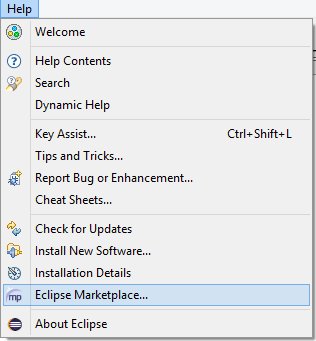 Help
Welcome
Help Contents
Search
Dynamic Help
Key Assist... Ctrl+Shift+L
Tips and Tricks...
Report Bug or Enhancement...
Cheat Sheets...
Check for Updates
Install New Software...
Installation Details
mp Eclipse Marketplace...
About Eclipse